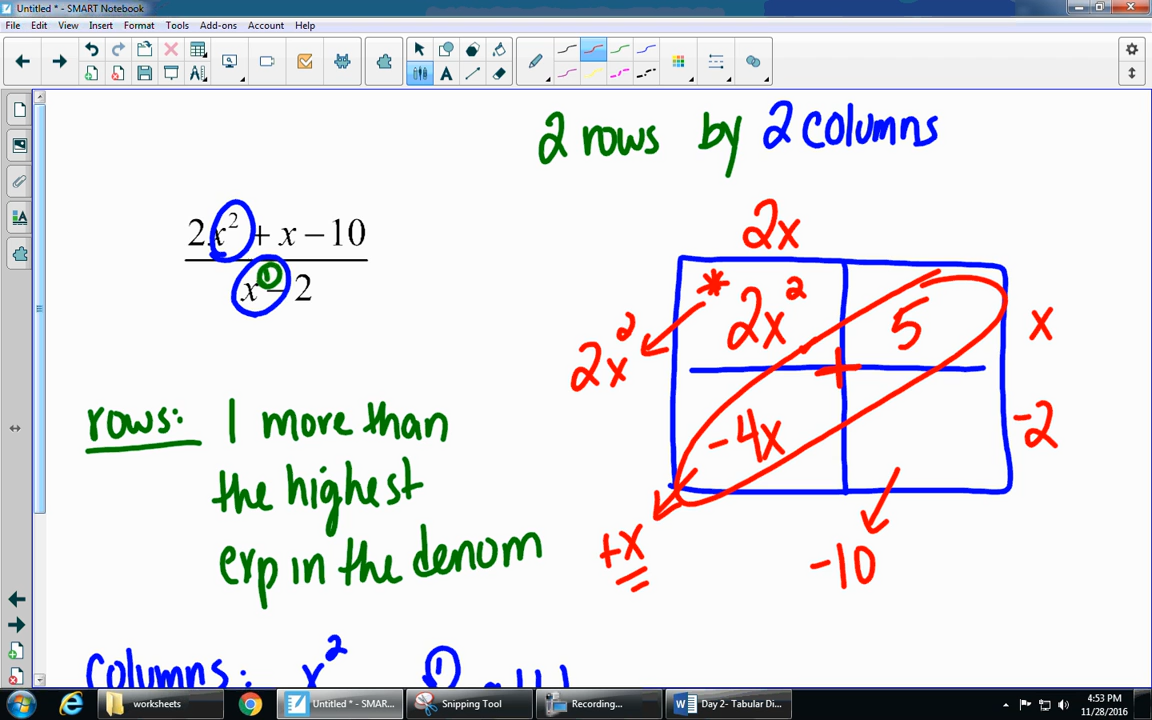 Untitled * - SMART Notebook
File Edit View Insert Format Tools Add-ons Account Help
2 rows by 2 columns
2x² + x − 10
x① − 2
2x
* 2x² 5 x
2x²
+
-4x -2
+x
-10
rows: 1 more than
the highest
exp in the denom
columns: x² ①
worksheets
Untitled * - SMAR...
Snipping Tool
Recording...
Day 2- Tabular Di...
4:53 PM
11/28/2016